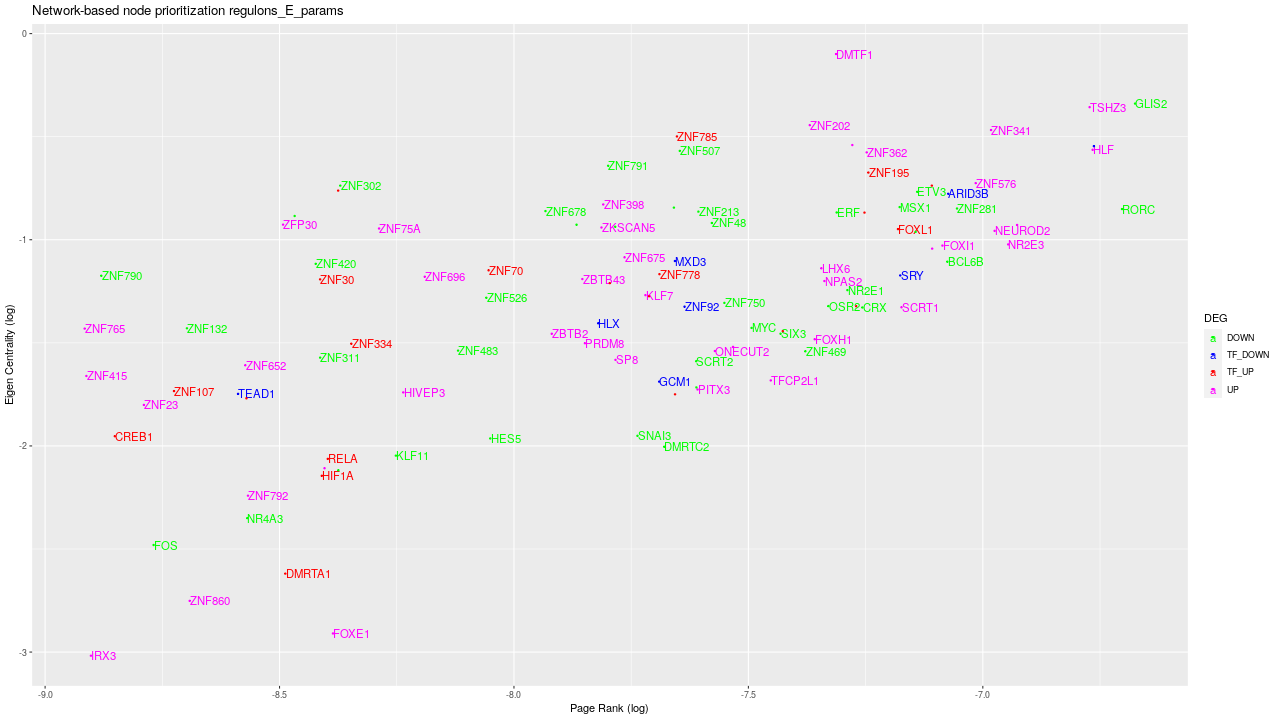 Network-based node prioritization regulons_E_params
0
DMTF1
TSHZ3
GLIS2
ZNF202
ZNF341
ZNF785
ZNF507
ZNF362
HLF
ZNF791
ZNF195
ZNF302
ETV3
ARID3B
ZNF576
ZNF678
ZNF398
ZNF213
ERF
MSX1
ZNF281
RORC
ZFP30
ZNF75A
ZKSCAN5
ZNF48
FOXL1
NEUROD2
-1
FOXI1
NR2E3
ZNF420
ZNF675
MXD3
LHX6
BCL6B
ZNF790
ZNF30
ZNF696
ZNF70
ZBTB43
ZNF778
NPAS2
SRY
ZNF526
KLF7
ZNF92
ZNF750
NR2E1
CRX
SCRT1
ZNF765
ZNF132
HLX
ZBTB2
MYC
SIX3
FOXH1
ZNF334
ZNF311
ZNF483
PRDM8
SP8
SCRT2
ONECUT2
ZNF469
ZNF415
ZNF652
GCM1
TFCP2L1
ZNF107
TEAD1
HIVEP3
PITX3
ZNF23
CREB1
HES5
SNAI3
DMRTC2
-2
RELA
KLF11
HIF1A
ZNF792
NR4A3
FOS
DMRTA1
ZNF860
FOXE1
IRX3
-3
-9.0
-8.5
-8.0
-7.5
-7.0
Page Rank (log)
Eigen Centrality (log)
DEG
a DOWN
a TF_DOWN
a TF_UP
a UP